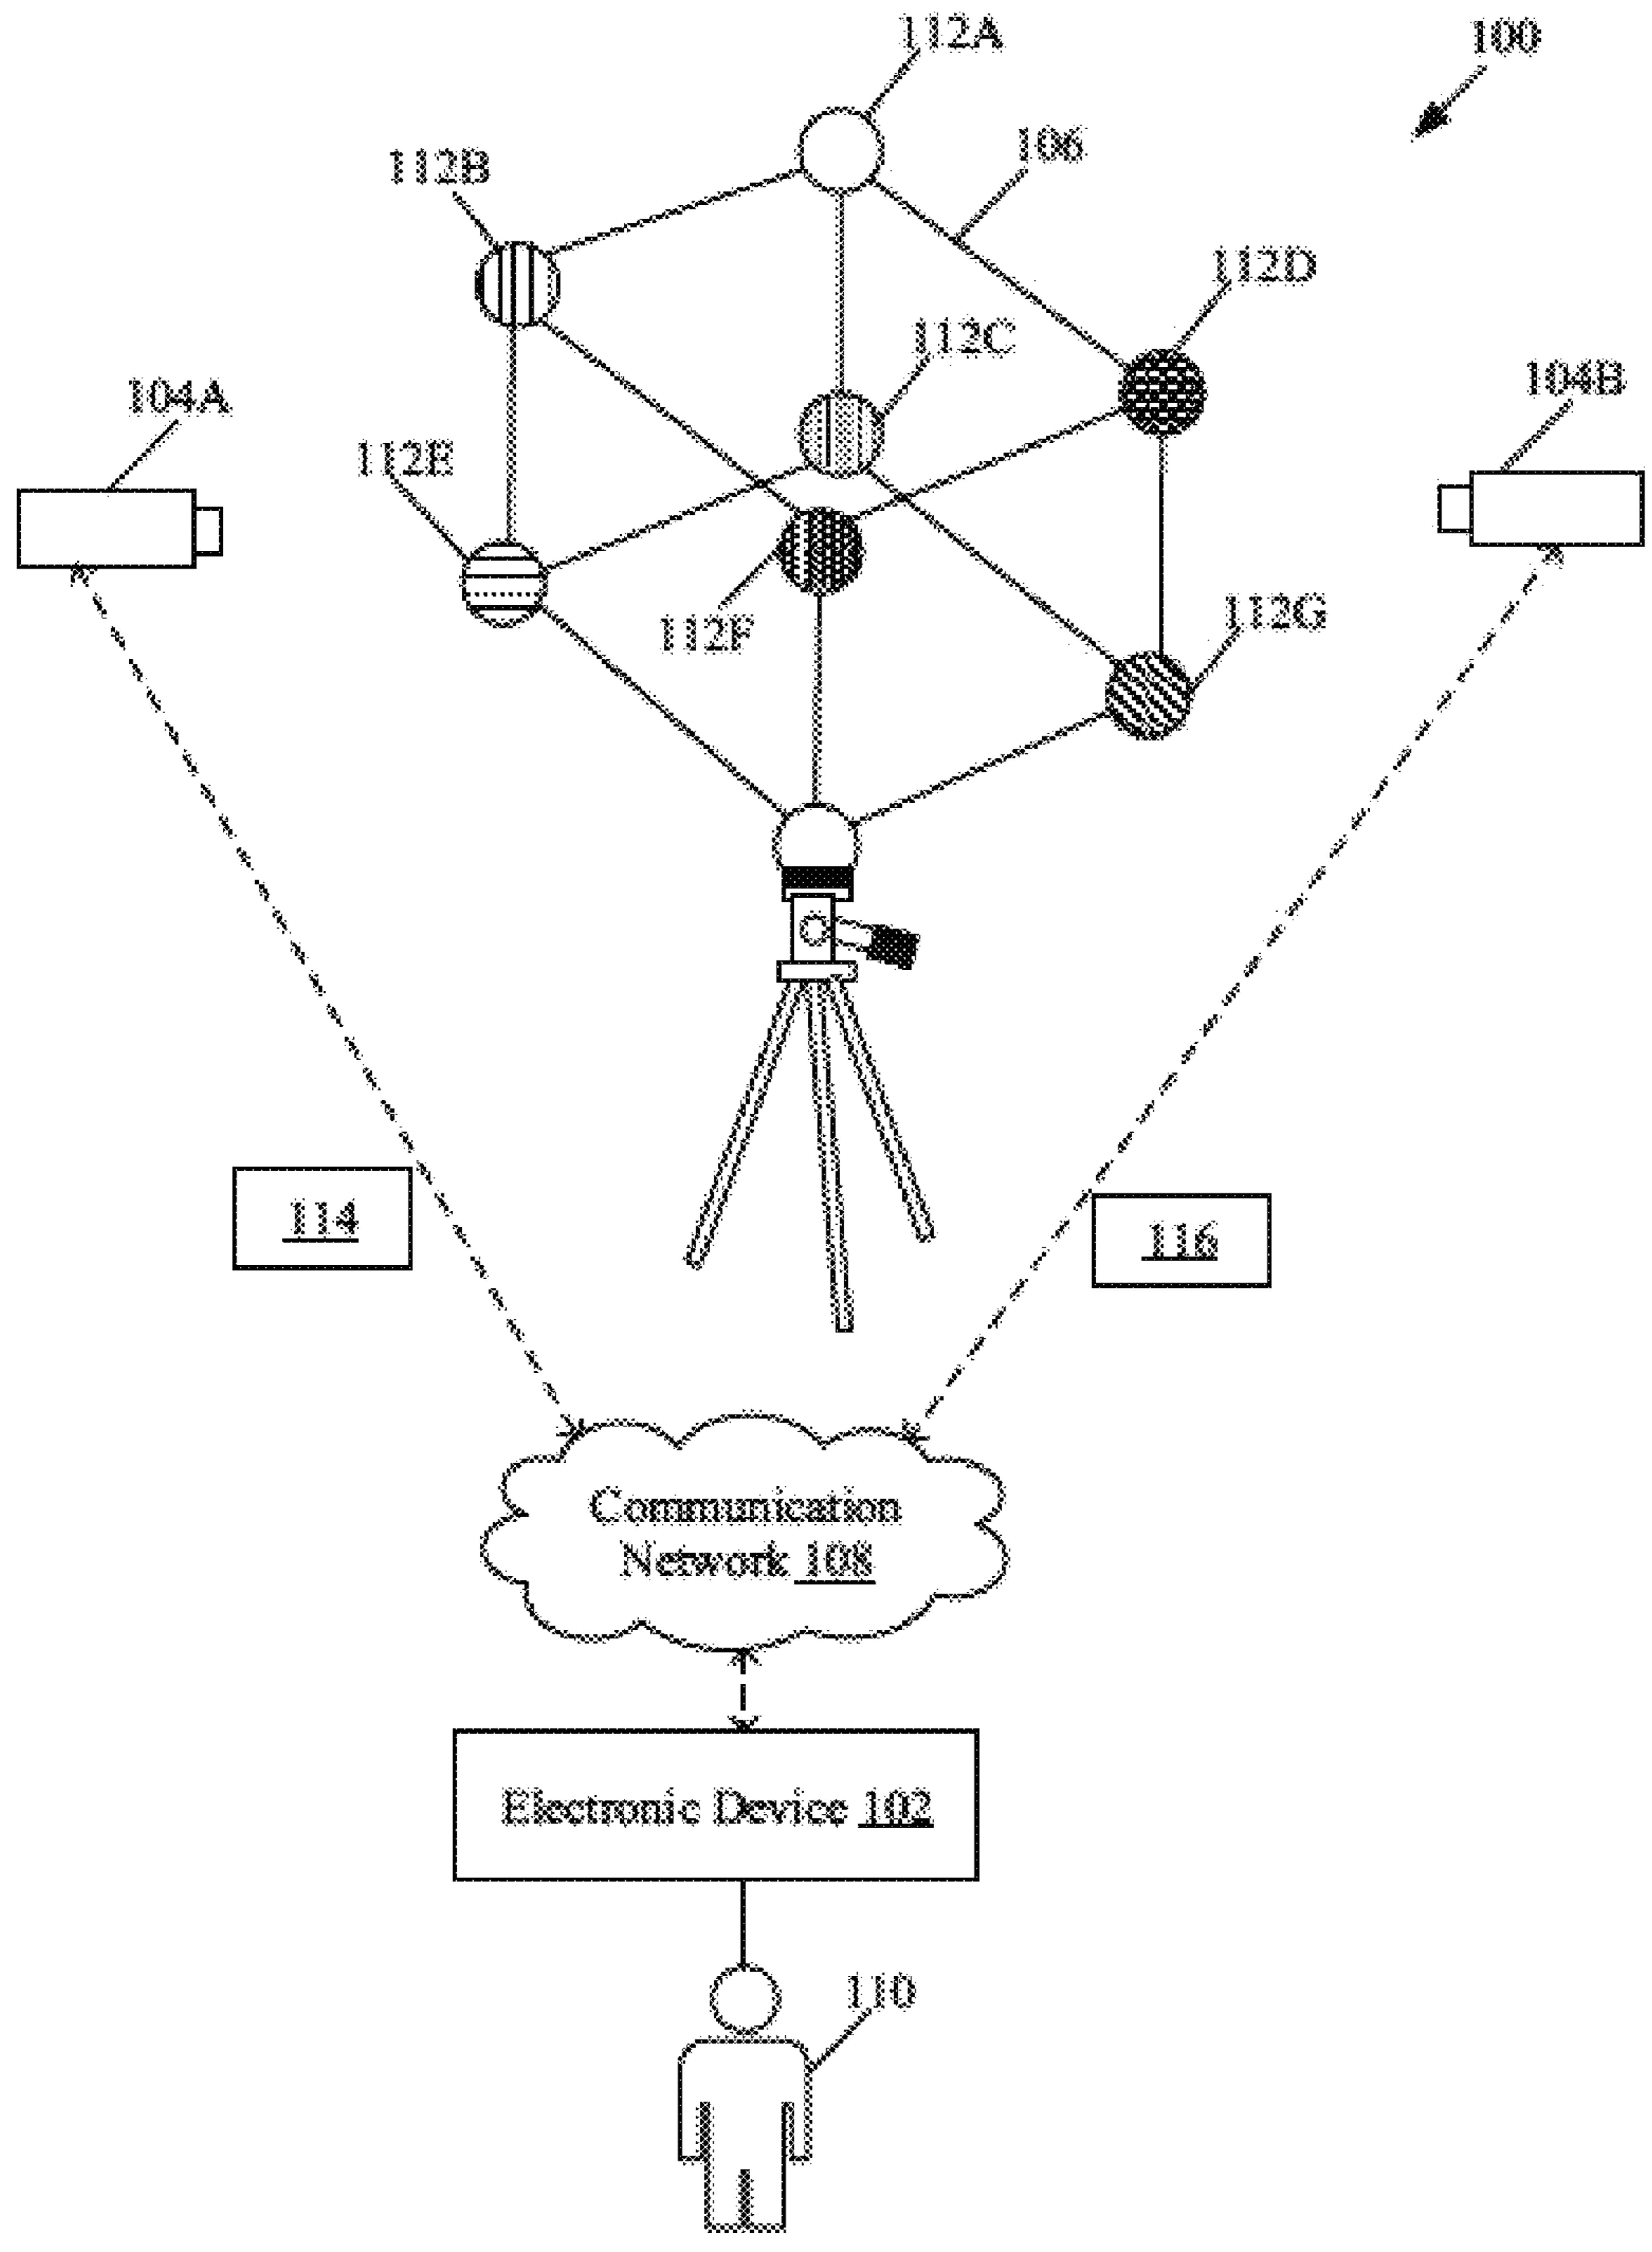 112A
100
106
112B
112D
112C
104A
104B
112E
112F
112G
114
116
Communication
Network 108
Electronic Device 102
110